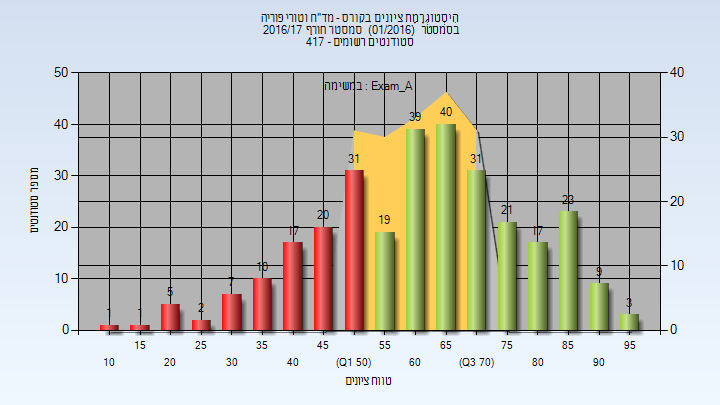 היסטוגרמת ציונים בקורס - מד"ח וטורי פוריה
בסמסטר (01/2016) סמסטר חורף 2016/17
סטודנטים רשומים - 417
במשימה : Exam_A
50 40
40 30
30 20
20 10
10 0
0
מספר סטודנטים
1 1 5 2 7 10 17 20 31 19 39 40 31 21 17 23 9 3
15 25 35 45 55 65 75 85 95
10 20 30 40 (Q1 50) 60 (Q3 70) 80 90
טווח ציונים